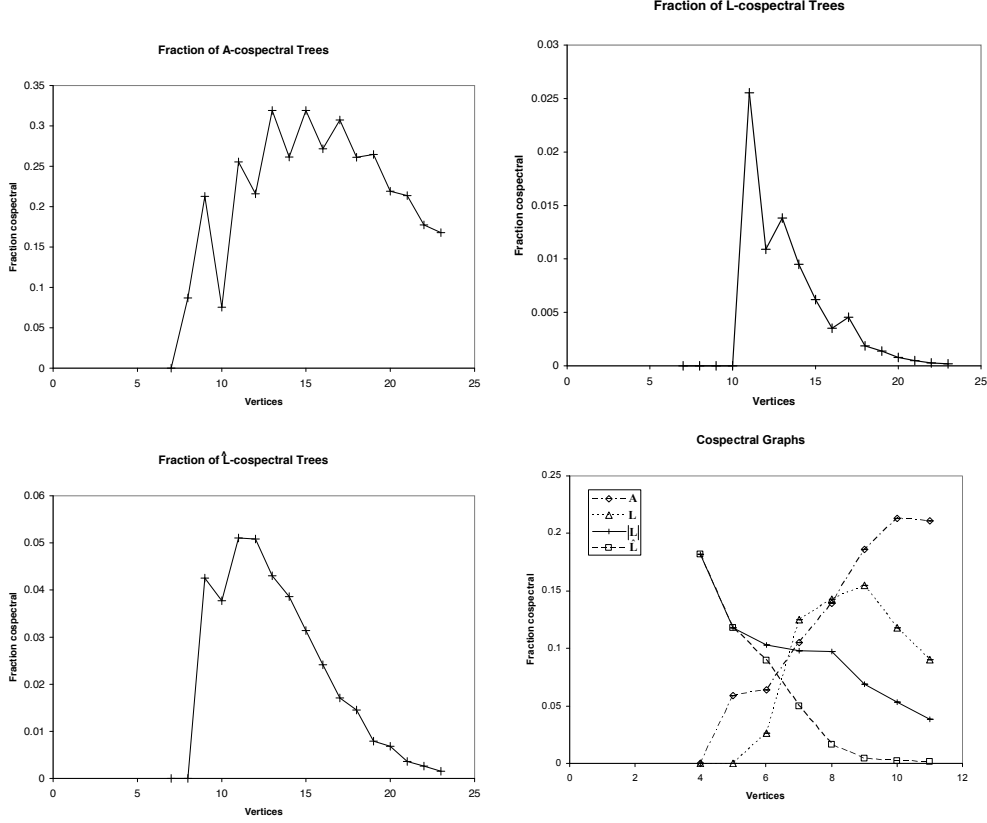 Fraction of A-cospectral Trees
0.35
0.3
0.25
0.2
0.15
0.1
0.05
0
Fraction cospectral
0 5 10 15 20 25
Vertices
Fraction of L-cospectral Trees
0.03
0.025
0.02
0.015
0.01
0.005
0
Fraction cospectral
0 5 10 15 20 25
Vertices
Fraction of L̂-cospectral Trees
0.06
0.05
0.04
0.03
0.02
0.01
0
Fraction cospectral
0 5 10 15 20 25
Vertices
Cospectral Graphs
0.25
0.2
0.15
0.1
0.05
0
Fraction cospectral
A
L
|L|
L̂
0 2 4 6 8 10 12
Vertices